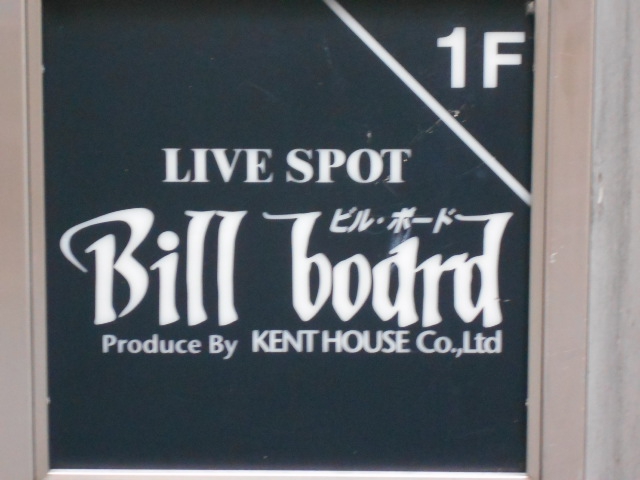 1F
LIVE SPOT
ビル・ボード
Bill board
Produce By KENT HOUSE Co.,Ltd